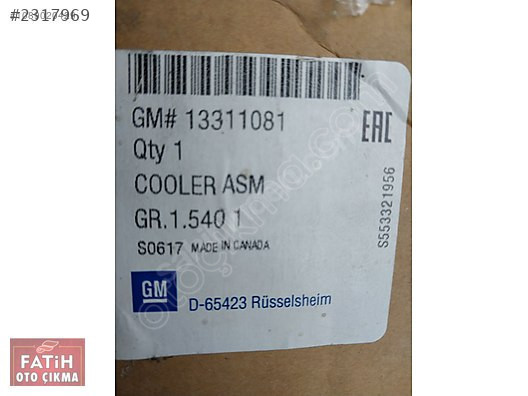 #2317969
GM# 13311081
Qty 1
COOLER ASM
GR.1.540 1
S0617 MADE IN CANADA
EAC
S553321956
GM
D-65423 Rüsselsheim
FATiH
OTO ÇIKMA